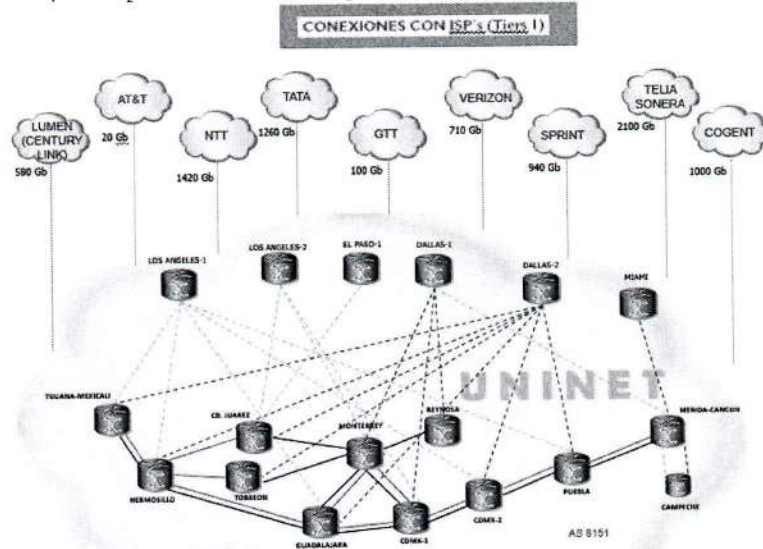 CONEXIONES CON ISP's (Tiers 1)
LUMEN
(CENTURY
LINK)
580 Gb
AT&T
20 Gb
NTT
1420 Gb
TATA
1260 Gb
GTT
100 Gb
VERIZON
710 Gb
SPRINT
940 Gb
TELIA
SONERA
2100 Gb
COGENT
1000 Gb
LOS ANGELES-1
LOS ANGELES-2
EL PASO-1
DALLAS-1
DALLAS-2
MIAMI
UNINET
TIJUANA-MEXICALI
CD. JUAREZ
MONTERREY
REYNOSA
MERIDA-CANCUN
HERMOSILLO
TORREON
GUADALAJARA
CDMX-1
CDMX-2
PUEBLA
CAMPECHE
AS 8151